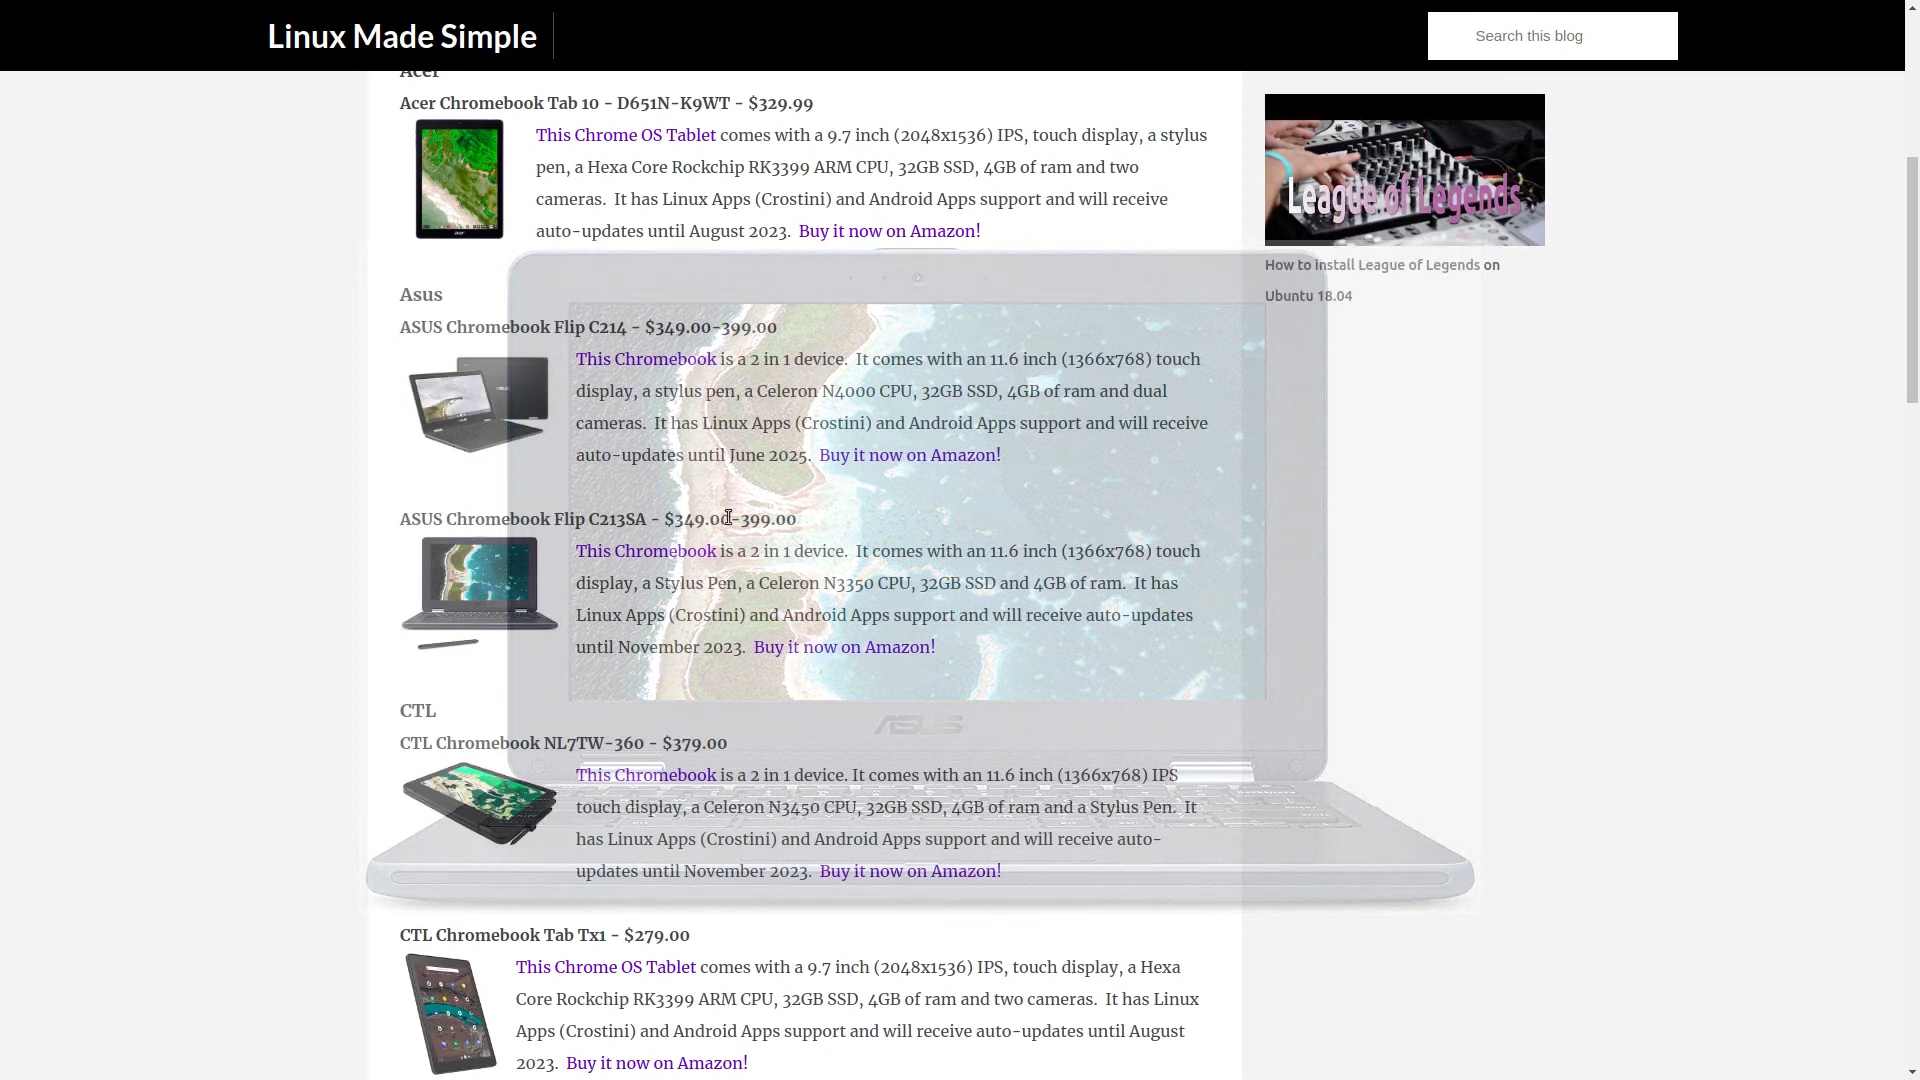 Linux Made Simple
Search this blog
Acer
Acer Chromebook Tab 10 - D651N-K9WT - $329.99
This Chrome OS Tablet comes with a 9.7 inch (2048x1536) IPS, touch display, a stylus
pen, a Hexa Core Rockchip RK3399 ARM CPU, 32GB SSD, 4GB of ram and two
cameras.  It has Linux Apps (Crostini) and Android Apps support and will receive
auto-updates until August 2023.  Buy it now on Amazon!
Asus
ASUS Chromebook Flip C214 - $349.00-399.00
This Chromebook is a 2 in 1 device.  It comes with an 11.6 inch (1366x768) touch
display, a stylus pen, a Celeron N4000 CPU, 32GB SSD, 4GB of ram and dual
cameras.  It has Linux Apps (Crostini) and Android Apps support and will receive
auto-updates until June 2025.  Buy it now on Amazon!
ASUS Chromebook Flip C213SA - $349.00-399.00
This Chromebook is a 2 in 1 device.  It comes with an 11.6 inch (1366x768) touch
display, a Stylus Pen, a Celeron N3350 CPU, 32GB SSD and 4GB of ram.  It has
Linux Apps (Crostini) and Android Apps support and will receive auto-updates
until November 2023.  Buy it now on Amazon!
CTL
ASUS
CTL Chromebook NL7TW-360 - $379.00
This Chromebook is a 2 in 1 device. It comes with an 11.6 inch (1366x768) IPS
touch display, a Celeron N3450 CPU, 32GB SSD, 4GB of ram and a Stylus Pen.  It
has Linux Apps (Crostini) and Android Apps support and will receive auto-
updates until November 2023.  Buy it now on Amazon!
CTL Chromebook Tab Tx1 - $279.00
This Chrome OS Tablet comes with a 9.7 inch (2048x1536) IPS, touch display, a Hexa
Core Rockchip RK3399 ARM CPU, 32GB SSD, 4GB of ram and two cameras.  It has Linux
Apps (Crostini) and Android Apps support and will receive auto-updates until August
2023.  Buy it now on Amazon!
League of Legends
How to install League of Legends on
Ubuntu 18.04